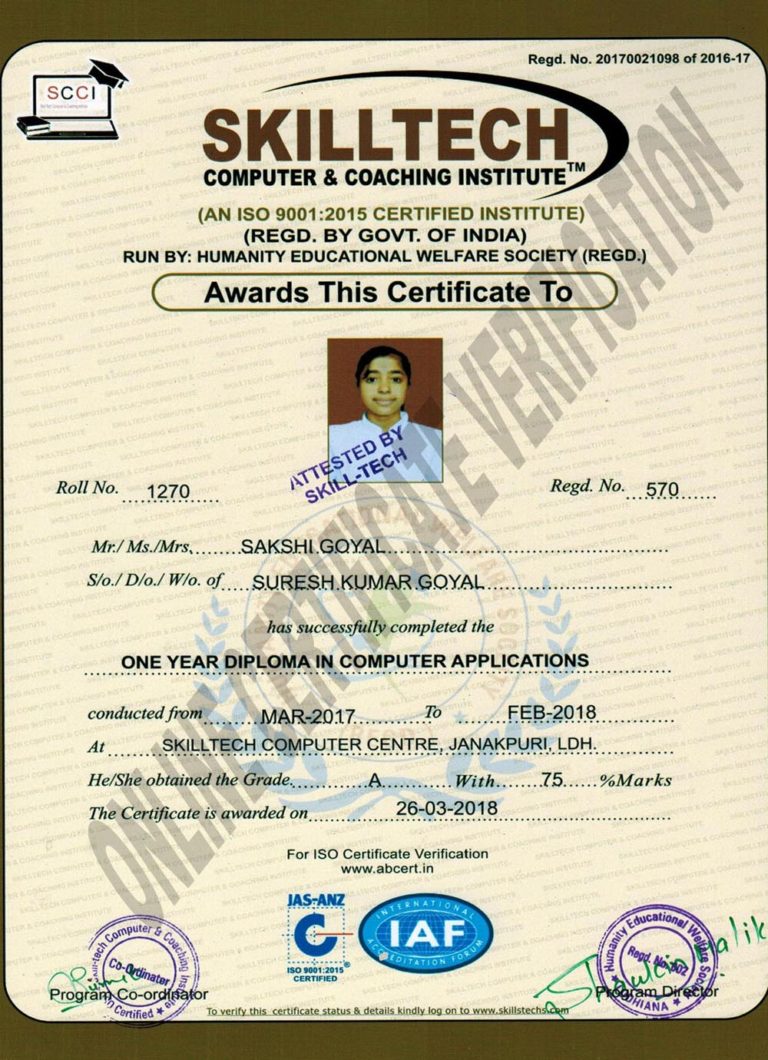 Regd. No. 20170021098 of 2016-17
SCCI
SKILLTECH
COMPUTER & COACHING INSTITUTE™
(AN ISO 9001:2015 CERTIFIED INSTITUTE)
(REGD. BY GOVT. OF INDIA)
RUN BY: HUMANITY EDUCATIONAL WELFARE SOCIETY (REGD.)
Awards This Certificate To
ATTESTED BY
SKILL-TECH
Roll No. 1270 Regd. No. 570
Mr./ Ms./Mrs. SAKSHI GOYAL
S/o./ D/o./ W/o. of SURESH KUMAR GOYAL
has successfully completed the
ONE YEAR DIPLOMA IN COMPUTER APPLICATIONS
conducted from MAR-2017 To FEB-2018
At SKILLTECH COMPUTER CENTRE, JANAKPURI, LDH.
He/She obtained the Grade A With 75 %Marks
The Certificate is awarded on 26-03-2018
ONLINE CERTIFICATE VERIFICATION
For ISO Certificate Verification
www.abcert.in
JAS-ANZ
ISO 9001:2015
CERTIFIED
INTERNATIONAL
IAF
ACCREDITATION FORUM
Computer & Coaching
Co-Ordinator
Certified
Program Co-ordinator
Humanity Educational Welfare
Regd. No.
Program Director
To verify this certificate status & details kindly log on to www.skillstechs.com